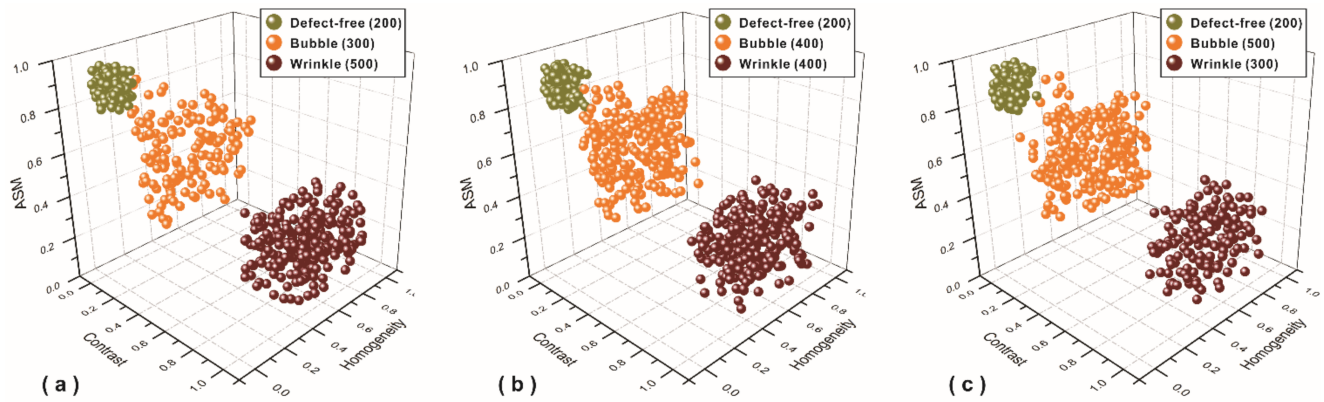 Defect-free (200)
Bubble (300)
Wrinkle (500)
1.0
0.8
0.6
0.4
0.2
0.0
ASM
0.0
0.2
0.4
0.6
0.8
1.0
Contrast
0.0
0.2
0.4
0.6
0.8
1.0
Homogeneity
( a )
Defect-free (200)
Bubble (400)
Wrinkle (400)
1.0
0.8
0.6
0.4
0.2
0.0
ASM
0.0
0.2
0.4
0.6
0.8
1.0
Contrast
0.0
0.2
0.4
0.6
0.8
1.0
Homogeneity
( b )
Defect-free (200)
Bubble (500)
Wrinkle (300)
1.0
0.8
0.6
0.4
0.2
0.0
ASM
0.0
0.2
0.4
0.6
0.8
1.0
Contrast
0.0
0.2
0.4
0.6
0.8
1.0
Homogeneity
( c )